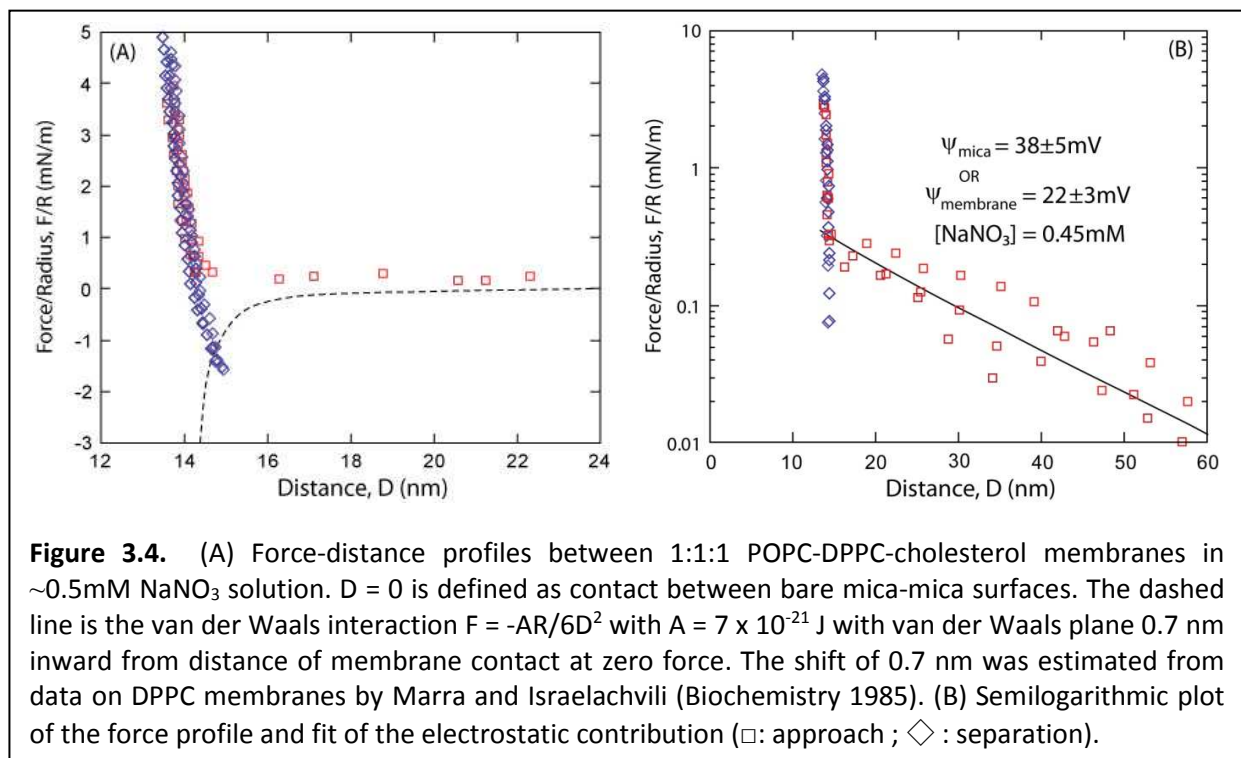 (A)
5
4
3
2
1
0
-1
-2
-3
12 14 16 18 20 22 24
Force/Radius, F/R (mN/m)
Distance, D (nm)
(B)
10
1
0.1
0.01
0 10 20 30 40 50 60
Force/Radius, F/R (mN/m)
Distance, D (nm)
Ψmica = 38±5mV
OR
Ψmembrane = 22±3mV
[NaNO₃] = 0.45mM
Figure 3.4. (A) Force-distance profiles between 1:1:1 POPC-DPPC-cholesterol membranes in
~0.5mM NaNO₃ solution. D = 0 is defined as contact between bare mica-mica surfaces. The dashed
line is the van der Waals interaction F = -AR/6D² with A = 7 x 10⁻²¹ J with van der Waals plane 0.7 nm
inward from distance of membrane contact at zero force. The shift of 0.7 nm was estimated from
data on DPPC membranes by Marra and Israelachvili (Biochemistry 1985). (B) Semilogarithmic plot
of the force profile and fit of the electrostatic contribution (□: approach ; ◇ : separation).